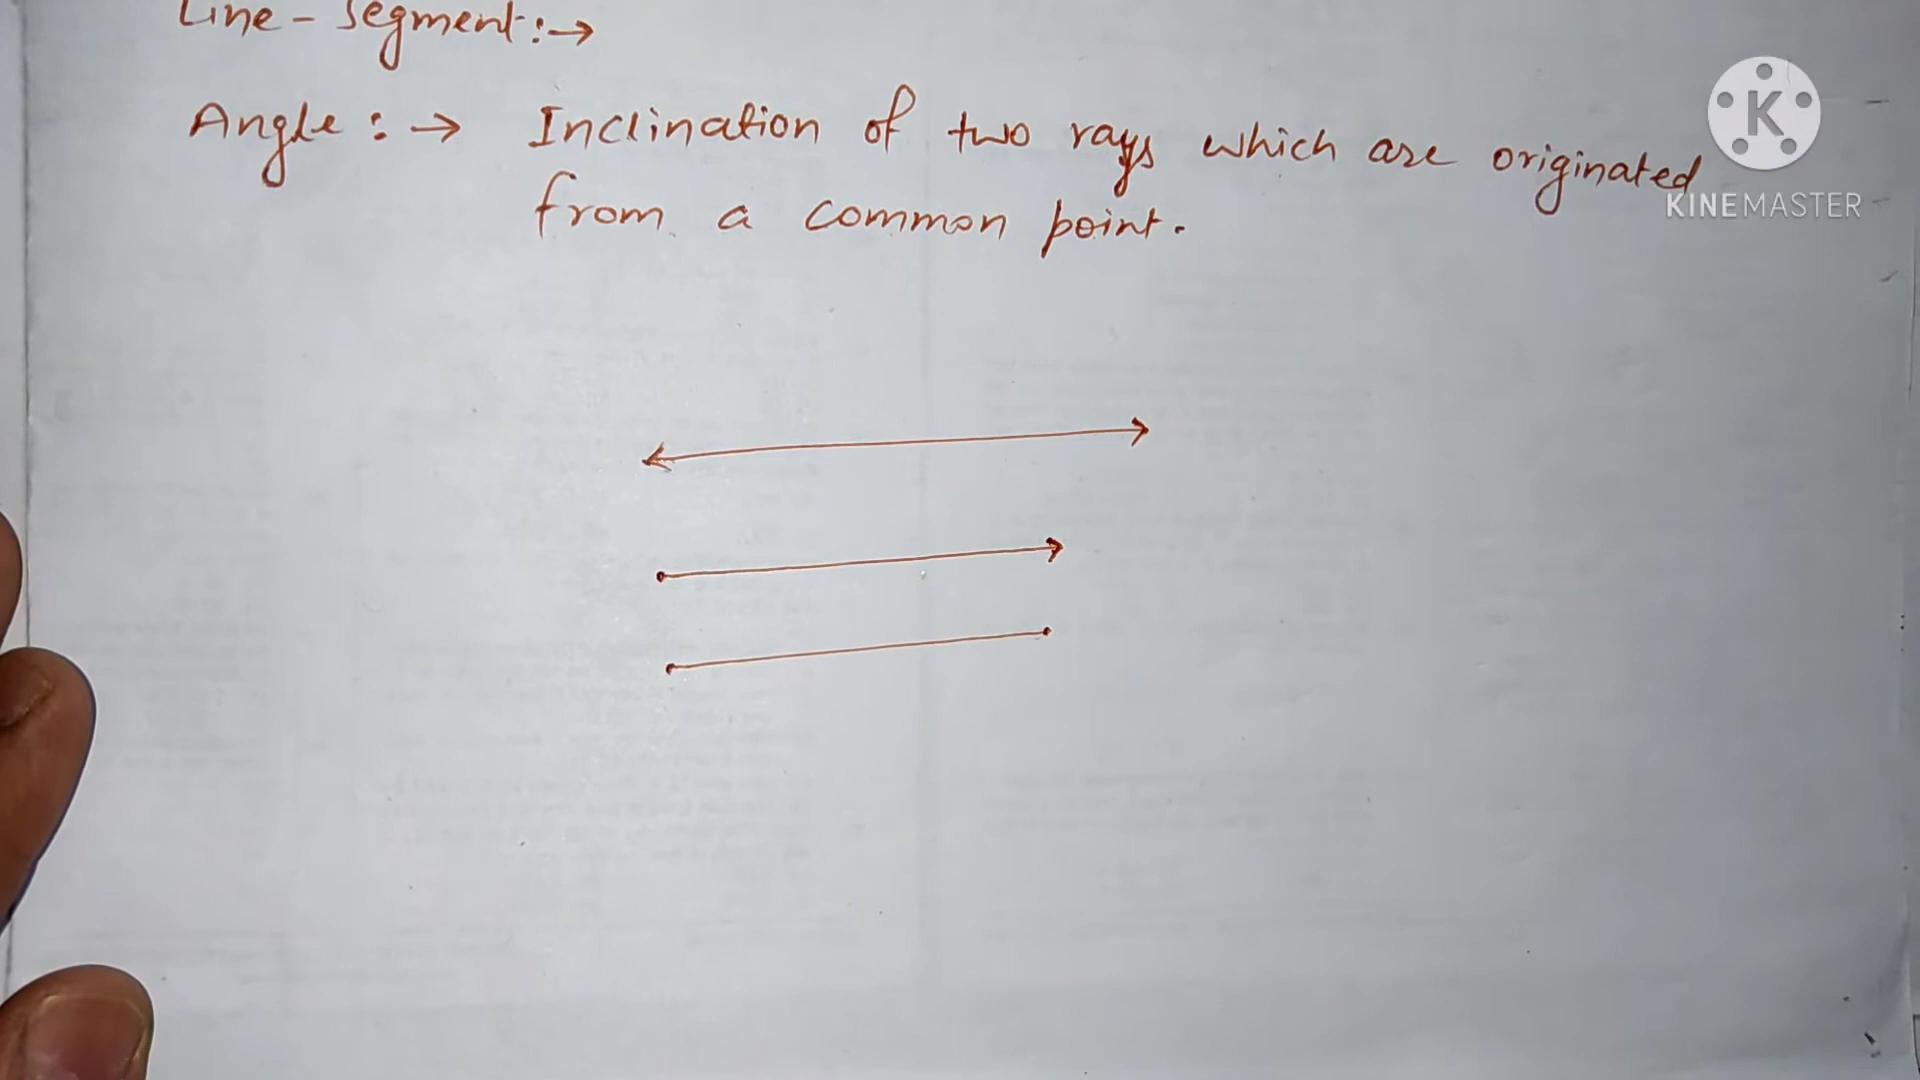 Line - Segment :→
Angle :→ Inclination of two rays which are originated
from a common point.
K
KINEMASTER